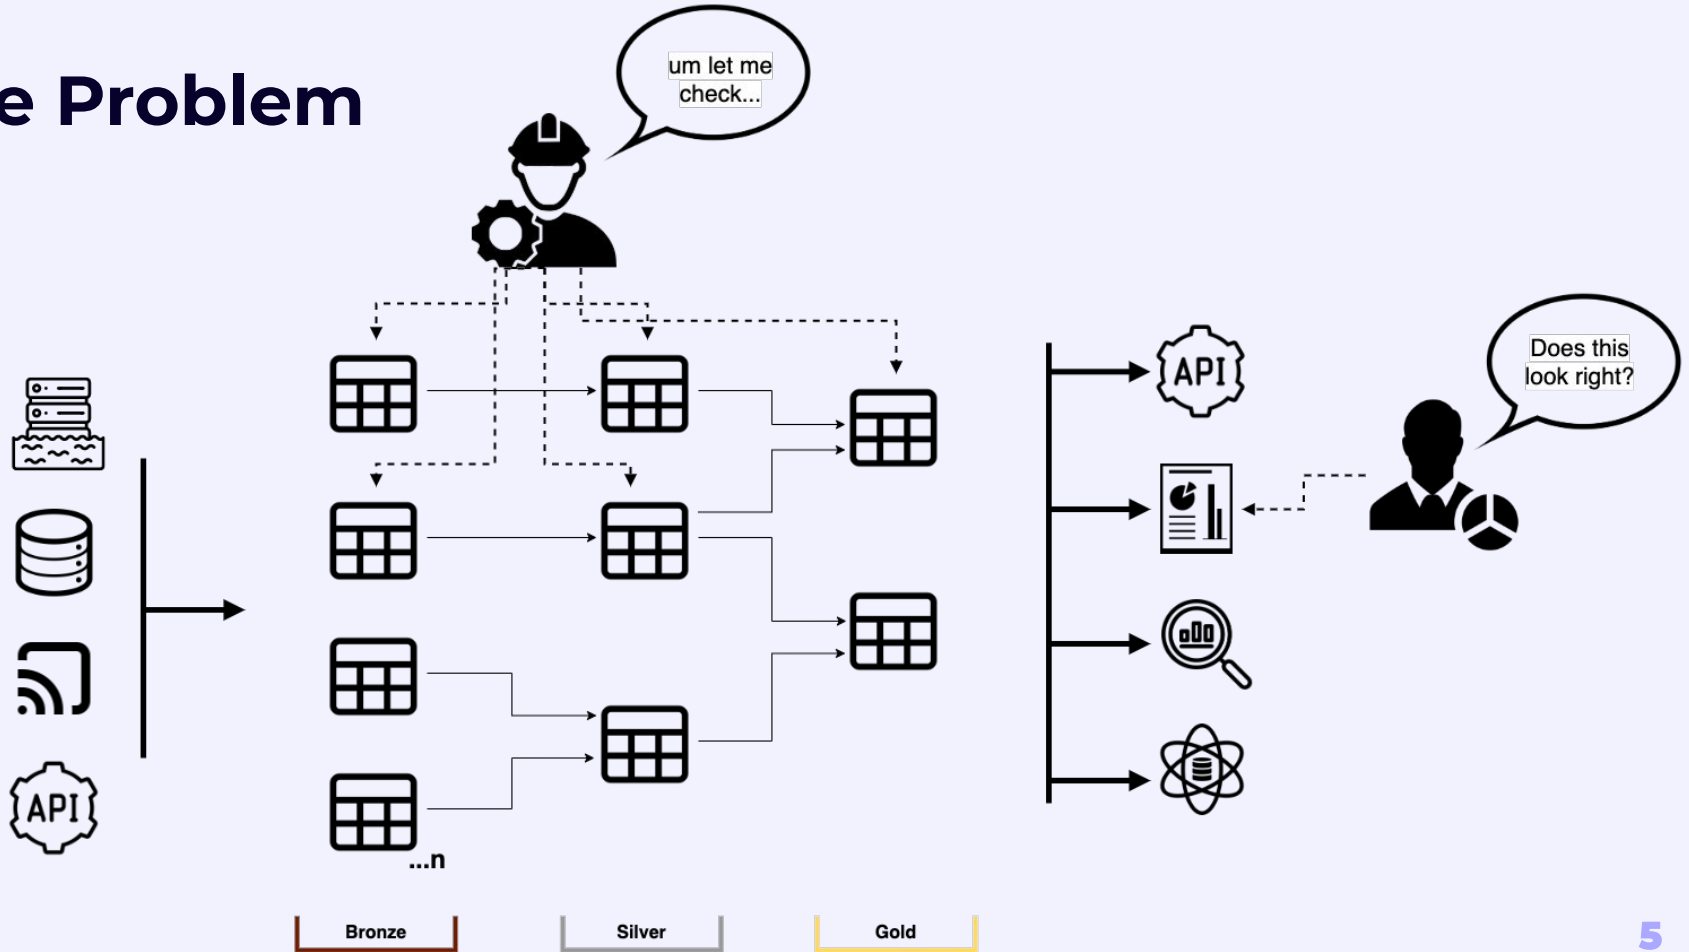 e Problem
um let me
check...
Does this
look right?
API
API
...n
Bronze
Silver
Gold
5